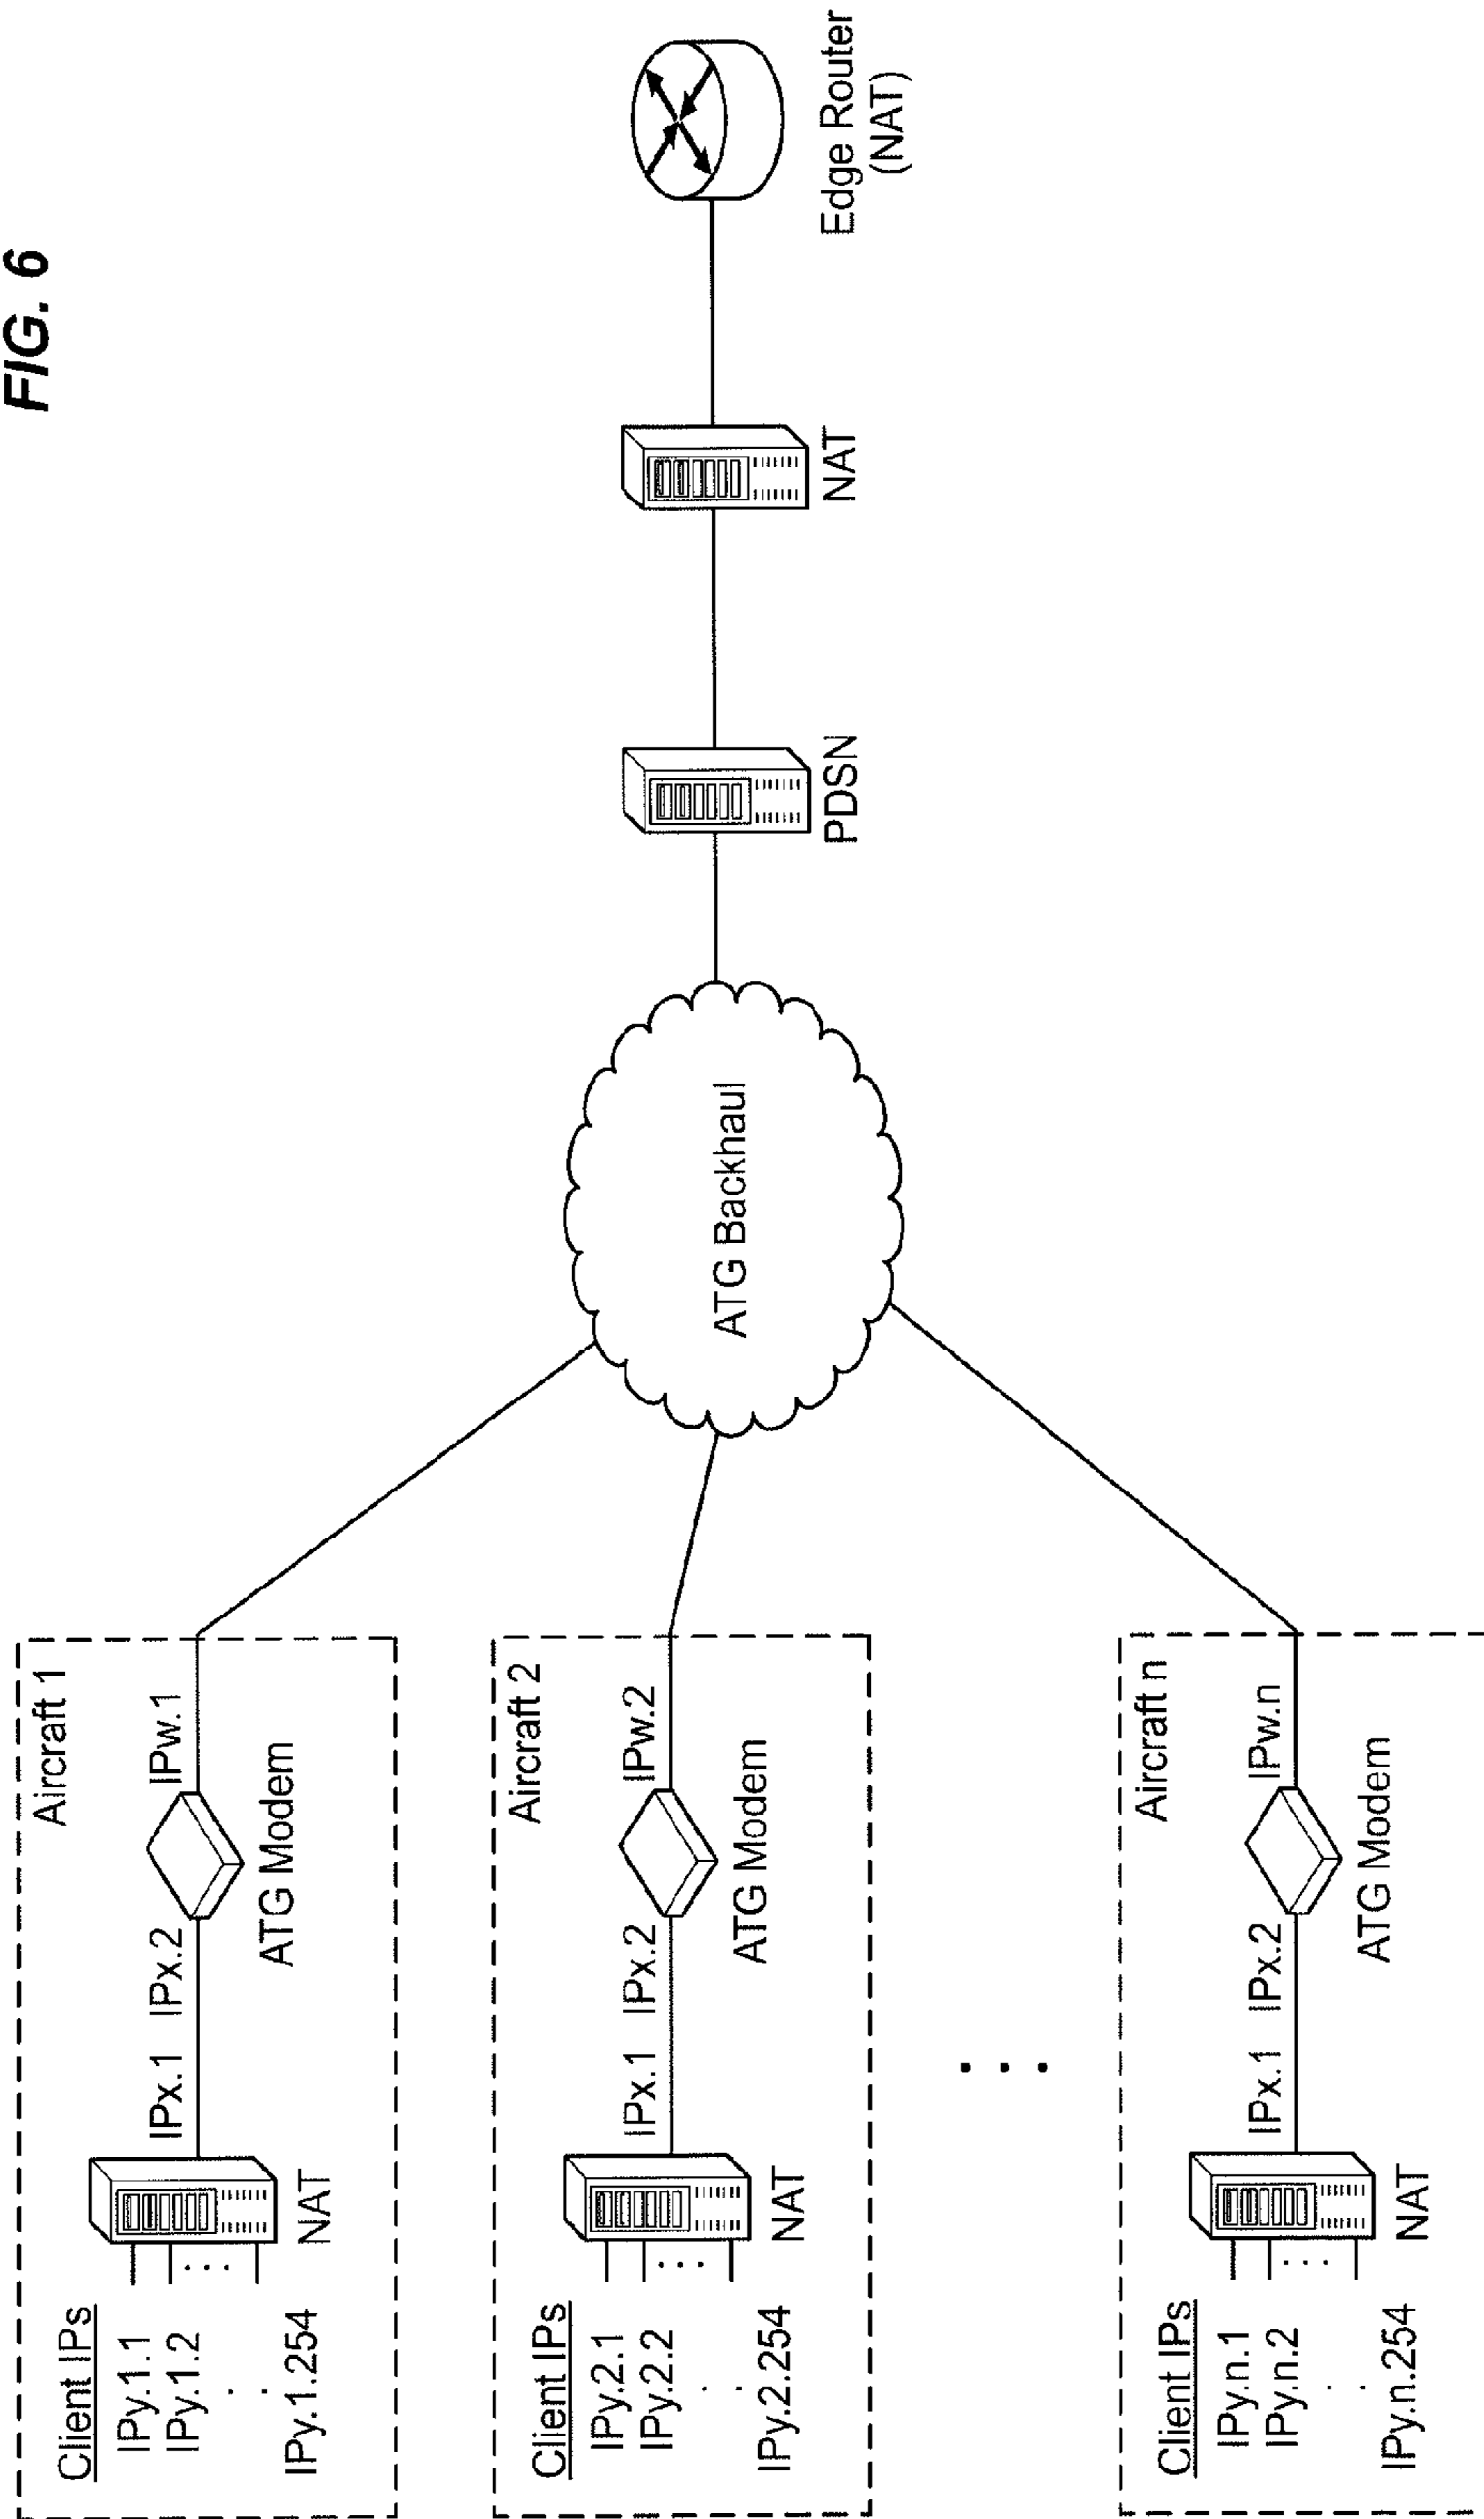 FIG. 6
Aircraft 1
Client IPs
IPy.1.1
IPy.1.2
IPy.1.254
NAT
IPx.1
IPx.2
ATG Modem
IPw.1
Aircraft 2
Client IPs
IPy.2.1
IPy.2.2
IPy.2.254
NAT
IPx.1
IPx.2
ATG Modem
IPw.2
Aircraft n
Client IPs
IPy.n.1
IPy.n.2
IPy.n.254
NAT
IPx.1
IPx.2
ATG Modem
IPw.n
ATG Backhaul
PDSN
NAT
Edge Router
(NAT)